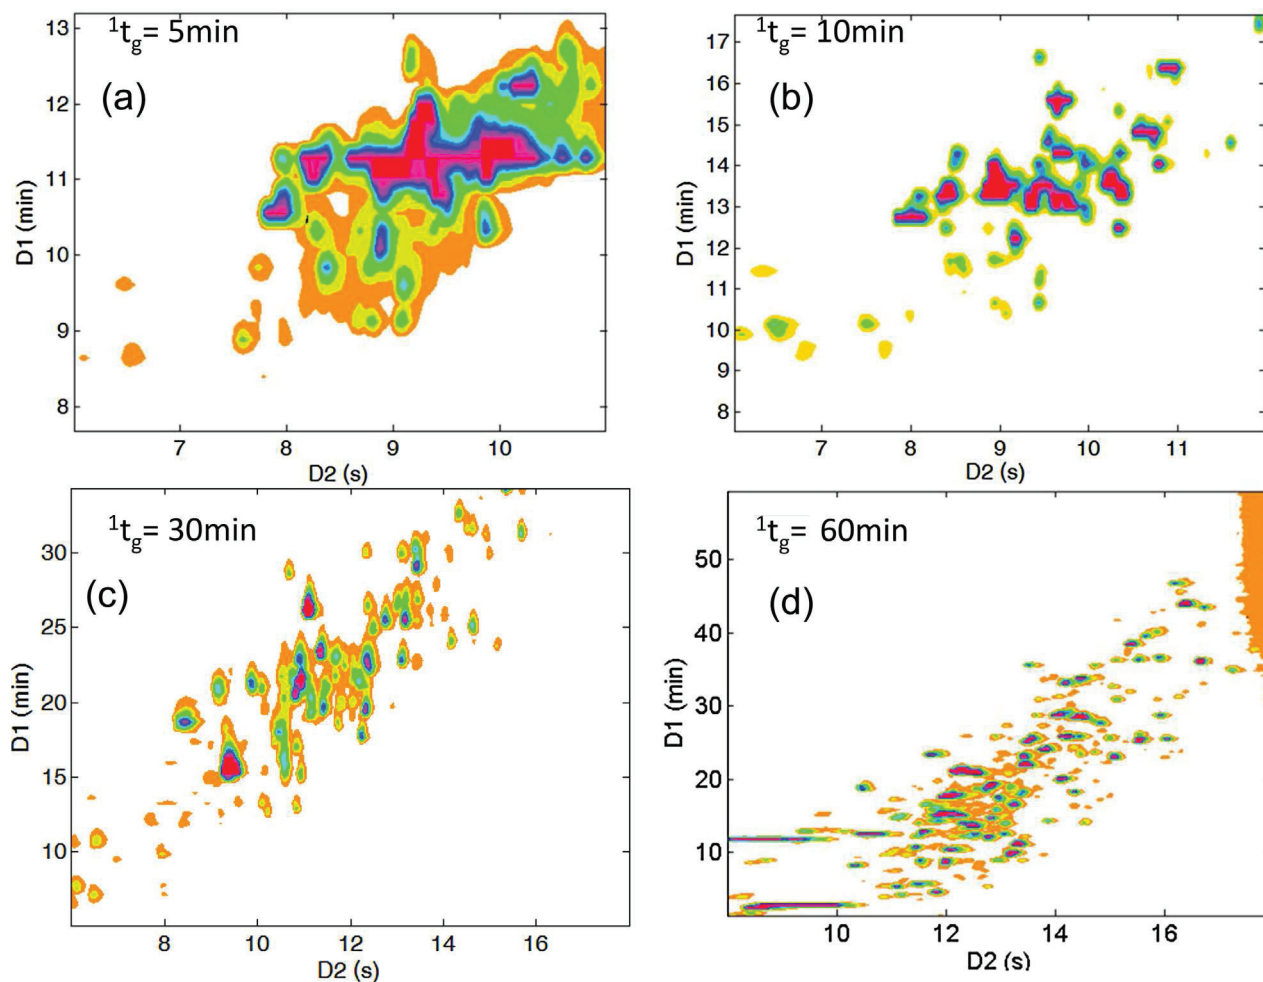 ¹tg= 5min
(a)
13
12
11
10
9
8
D1 (min)
7
8
9
10
D2 (s)
¹tg= 10min
(b)
17
16
15
14
13
12
11
10
9
8
D1 (min)
7
8
9
10
11
D2 (s)
¹tg= 30min
(c)
30
25
20
15
10
D1 (min)
8
10
12
14
16
D2 (s)
¹tg= 60min
(d)
50
40
30
20
10
D1 (min)
10
12
14
16
D2 (s)